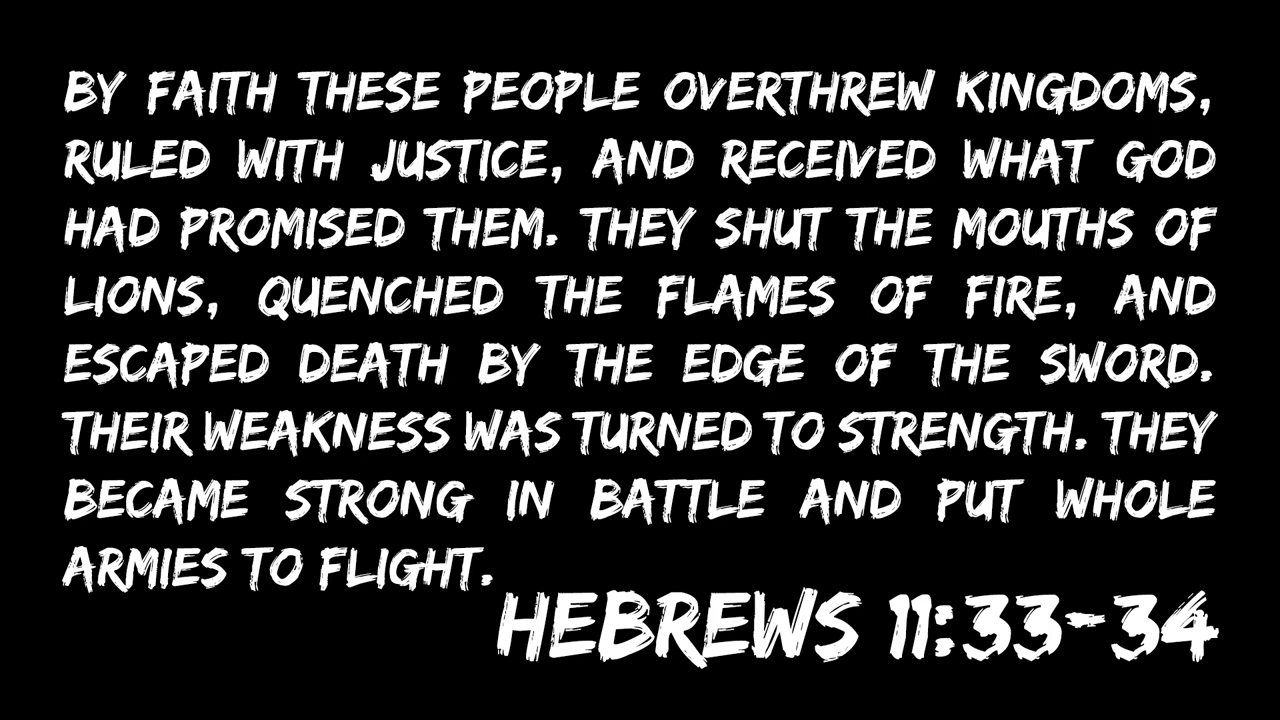 BY FAITH THESE PEOPLE OVERTHREW KINGDOMS,
RULED WITH JUSTICE, AND RECEIVED WHAT GOD
HAD PROMISED THEM. THEY SHUT THE MOUTHS OF
LIONS, QUENCHED THE FLAMES OF FIRE, AND
ESCAPED DEATH BY THE EDGE OF THE SWORD.
THEIR WEAKNESS WAS TURNED TO STRENGTH. THEY
BECAME STRONG IN BATTLE AND PUT WHOLE
ARMIES TO FLIGHT.
HEBREWS 11:33-34